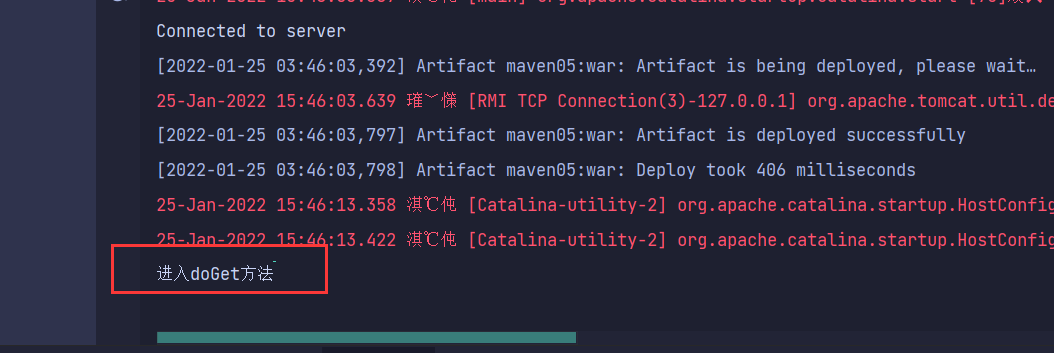 Connected to server
[2022-01-25 03:46:03,392] Artifact maven05:war: Artifact is being deployed, please wait…
25-Jan-2022 15:46:03.639 璀﹀憡 [RMI TCP Connection(3)-127.0.0.1] org.apache.tomcat.util.de
[2022-01-25 03:46:03,797] Artifact maven05:war: Artifact is deployed successfully
[2022-01-25 03:46:03,798] Artifact maven05:war: Deploy took 406 milliseconds
25-Jan-2022 15:46:13.358 淇℃伅 [Catalina-utility-2] org.apache.catalina.startup.HostConfig
25-Jan-2022 15:46:13.422 淇℃伅 [Catalina-utility-2] org.apache.catalina.startup.HostConfig
进入doGet方法